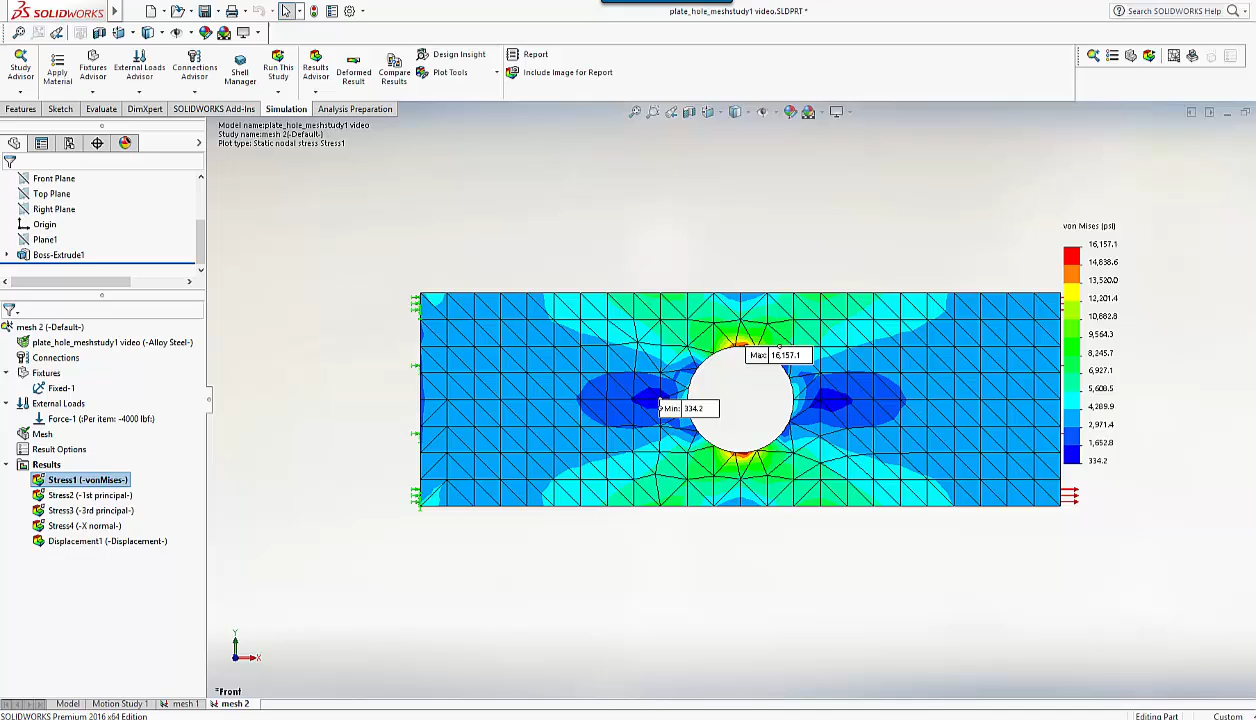 SOLIDWORKS
plate_hole_meshstudy1 video.SLDPRT *
Search SOLIDWORKS Help
Study Advisor
Apply Material
Fixtures Advisor
External Loads Advisor
Connections Advisor
Shell Manager
Run This Study
Results Advisor
Deformed Result
Compare Results
Design Insight
Plot Tools
Report
Include Image for Report
Features
Sketch
Evaluate
DimXpert
SOLIDWORKS Add-Ins
Simulation
Analysis Preparation
Model name:plate_hole_meshstudy1 video
Study name:mesh 2(-Default-)
Plot type: Static nodal stress Stress1
Front Plane
Top Plane
Right Plane
Origin
Plane1
Boss-Extrude1
mesh 2 (-Default-)
plate_hole_meshstudy1 video (-Alloy Steel-)
Connections
Fixtures
Fixed-1
External Loads
Force-1 (:Per item: -4000 lbf:)
Mesh
Result Options
Results
Stress1 (-vonMises-)
Stress2 (-1st principal-)
Stress3 (-3rd principal-)
Stress4 (-X normal-)
Displacement1 (-Displacement-)
von Mises (psi)
16,157.1
14,838.6
13,520.0
12,201.4
10,882.8
9,564.3
8,245.7
6,927.1
5,608.5
4,289.9
2,971.4
1,652.8
334.2
Max: 16,157.1
Min: 334.2
Y
X
*Front
Model
Motion Study 1
mesh 1
mesh 2
SOLIDWORKS Premium 2016 x64 Edition
Editing Part
Custom